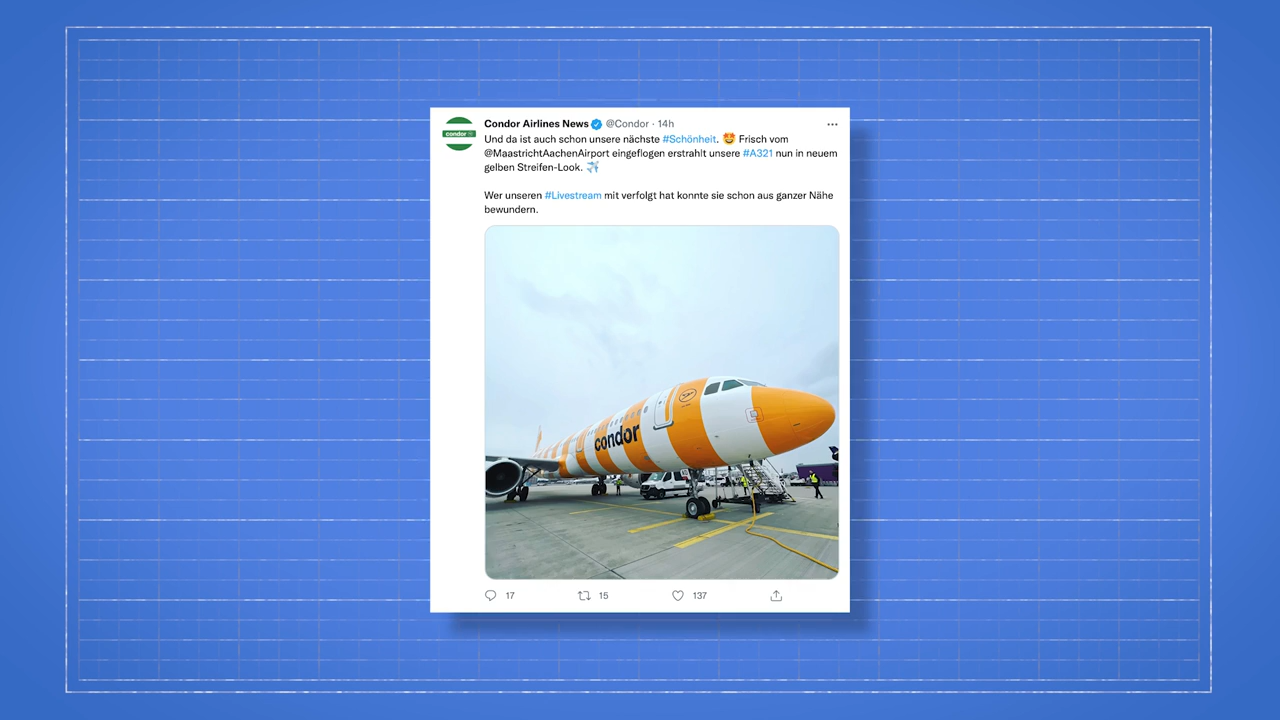 condor
Condor Airlines News @Condor · 14h
Und da ist auch schon unsere nächste #Schönheit. 🤩 Frisch vom
@MaastrichtAachenAirport eingeflogen erstrahlt unsere #A321 nun in neuem
gelben Streifen-Look. ✈️
Wer unseren #Livestream mit verfolgt hat konnte sie schon aus ganzer Nähe
bewundern.
condor
17 15 137